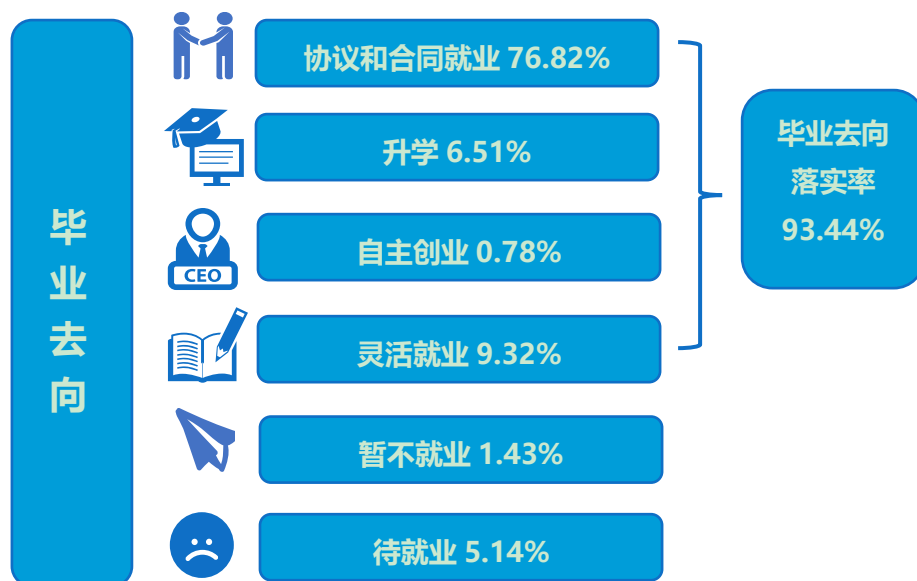 毕业去向
协议和合同就业 76.82%
升学 6.51%
CEO
自主创业 0.78%
灵活就业 9.32%
暂不就业 1.43%
待就业 5.14%
毕业去向
落实率
93.44%